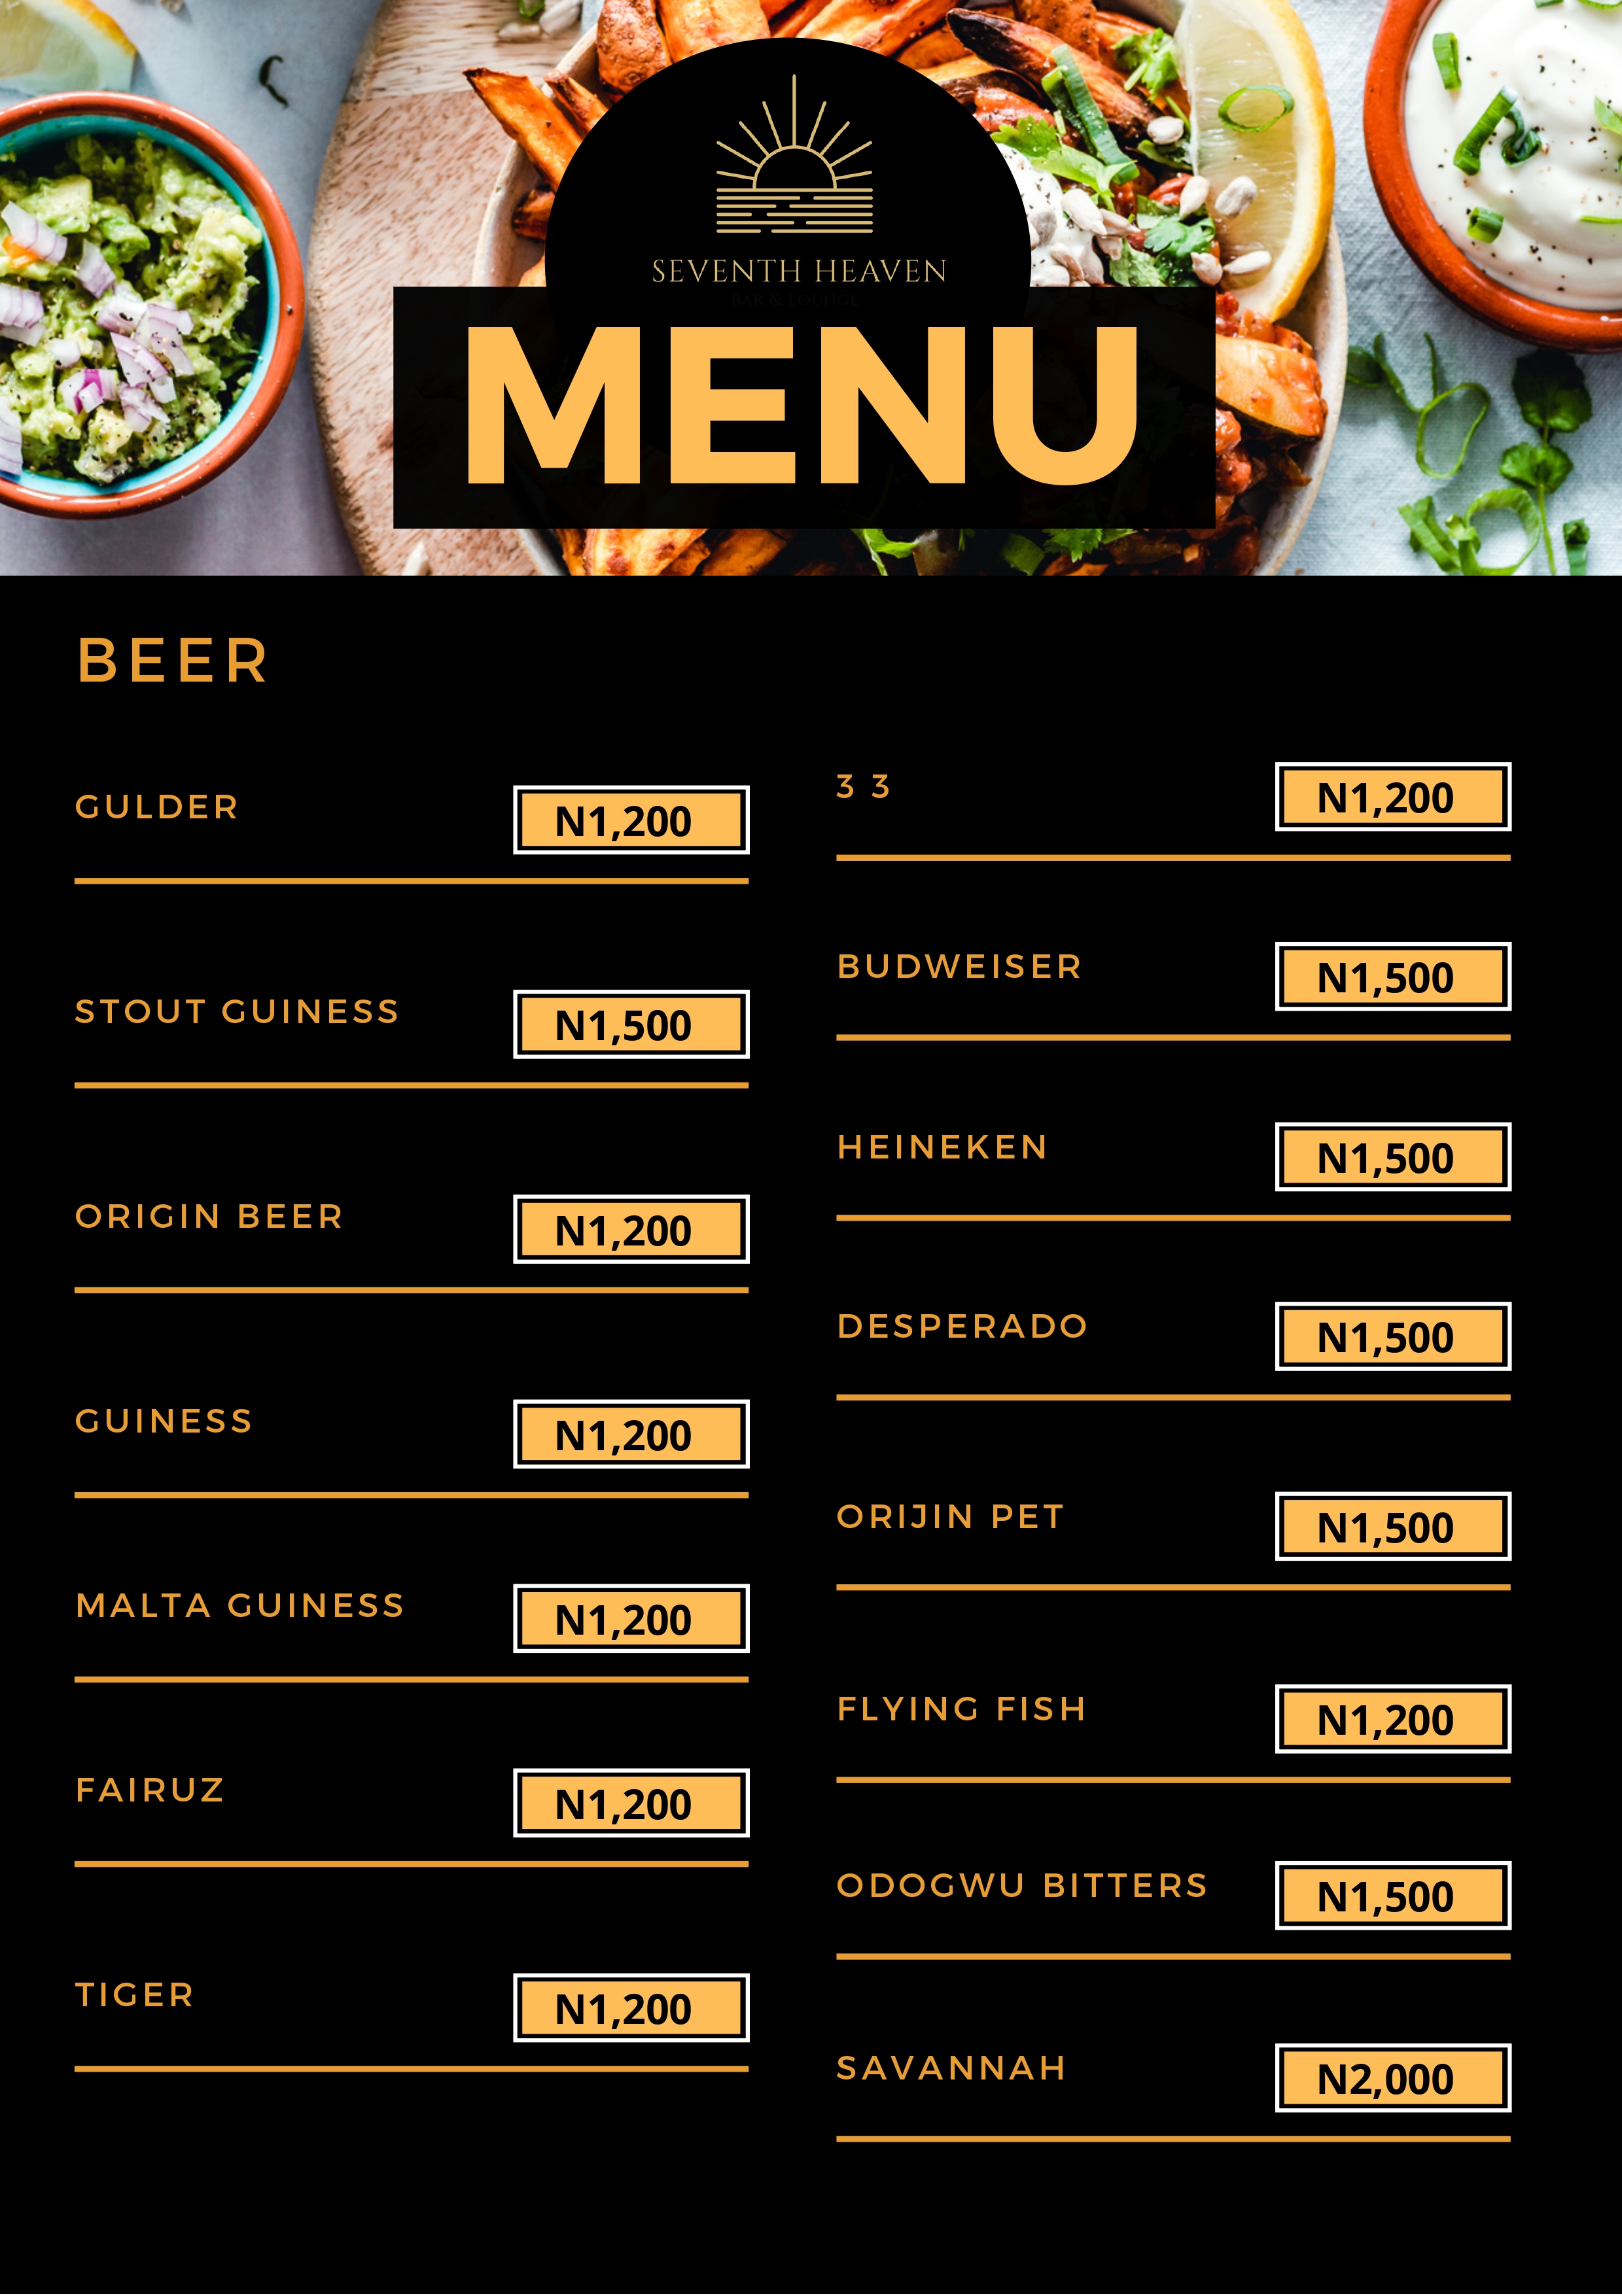 SEVENTH HEAVEN
BAR & LOUNGE
MENU
BEER
GULDER N1,200
STOUT GUINESS N1,500
ORIGIN BEER N1,200
GUINESS N1,200
MALTA GUINESS N1,200
FAIRUZ N1,200
TIGER N1,200
3 3 N1,200
BUDWEISER N1,500
HEINEKEN N1,500
DESPERADO N1,500
ORIJIN PET N1,500
FLYING FISH N1,200
ODOGWU BITTERS N1,500
SAVANNAH N2,000